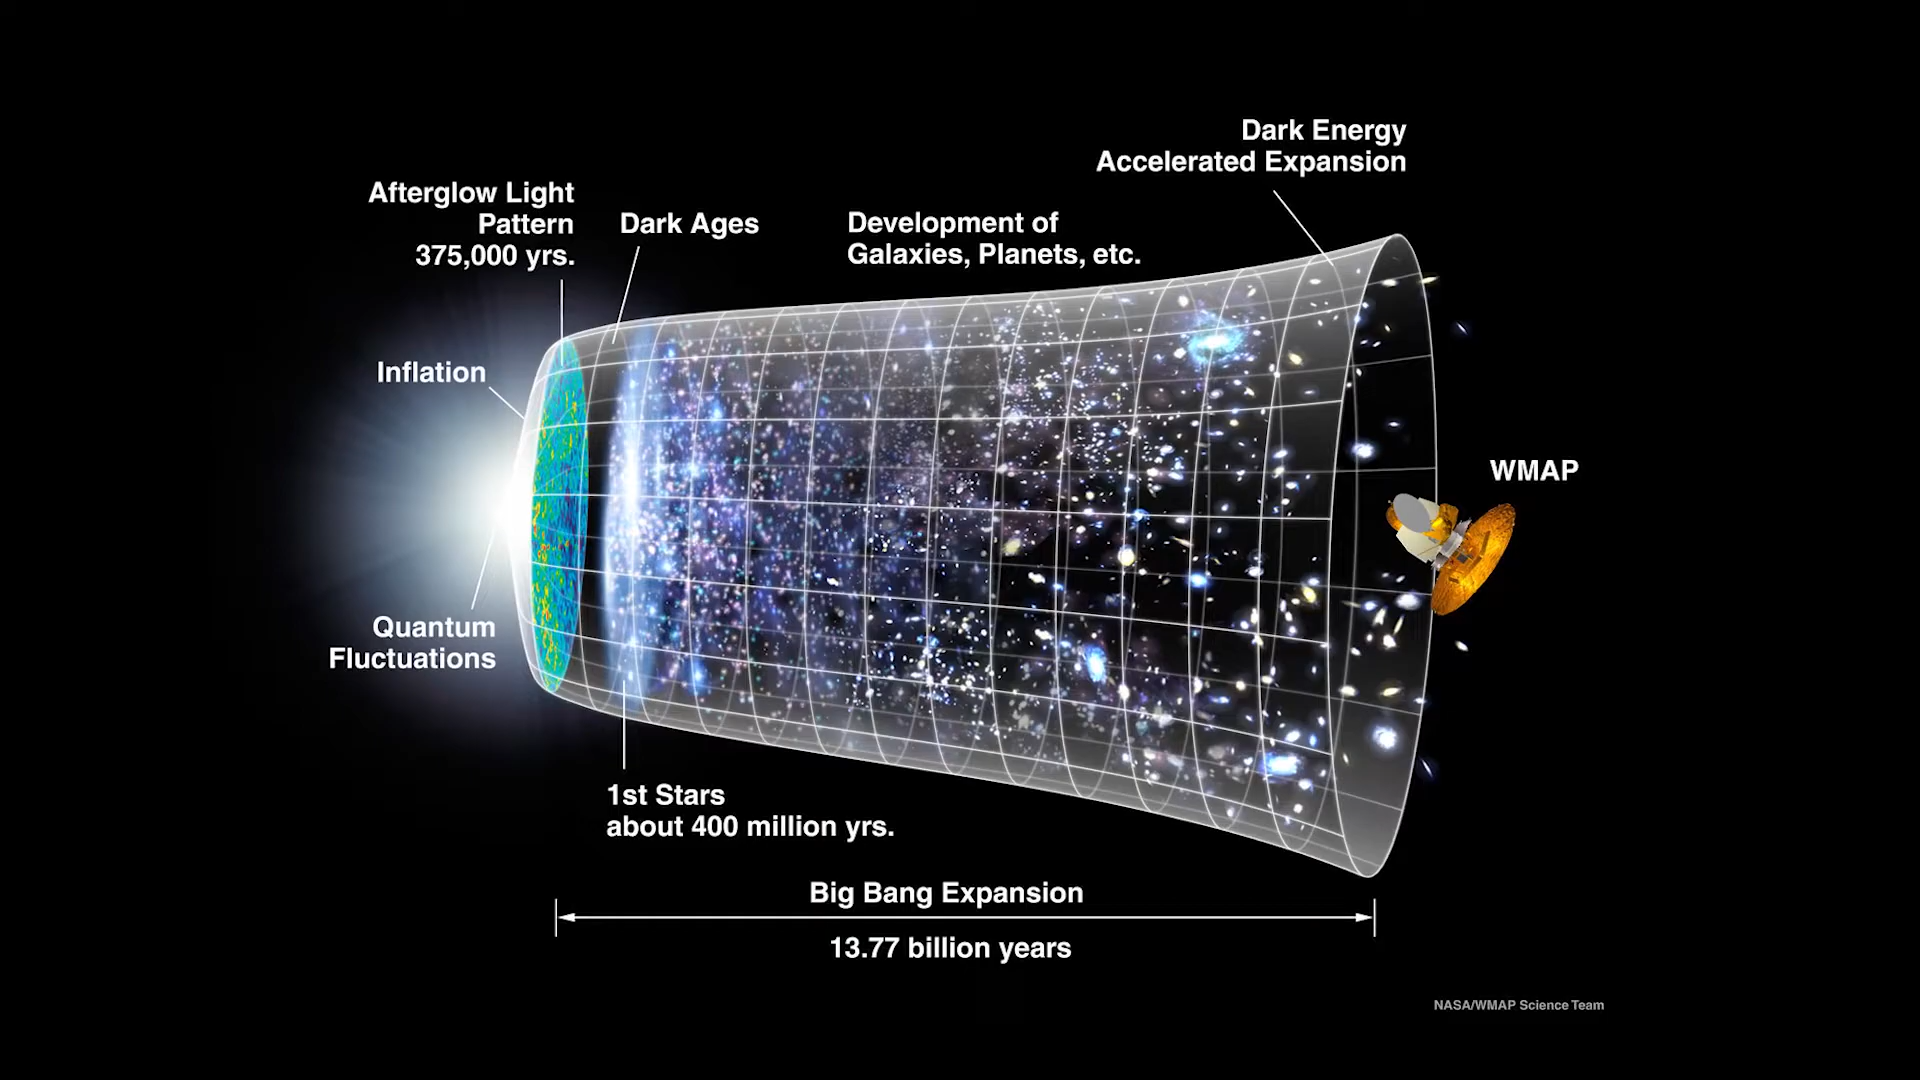 Dark Energy
Accelerated Expansion
Afterglow Light
Pattern
375,000 yrs.
Dark Ages
Development of
Galaxies, Planets, etc.
Inflation
WMAP
Quantum
Fluctuations
1st Stars
about 400 million yrs.
Big Bang Expansion
13.77 billion years
NASA/WMAP Science Team